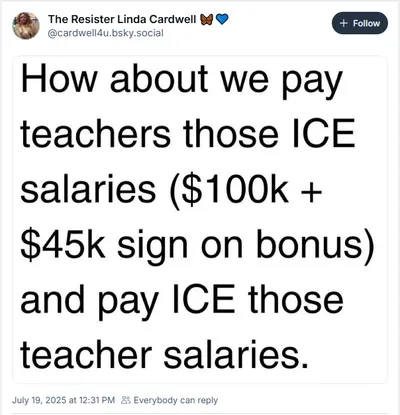 The Resister Linda Cardwell 🦋💙
@cardwell4u.bsky.social
+ Follow
How about we pay
teachers those ICE
salaries ($100k +
$45k sign on bonus)
and pay ICE those
teacher salaries.
July 19, 2025 at 12:31 PM Everybody can reply